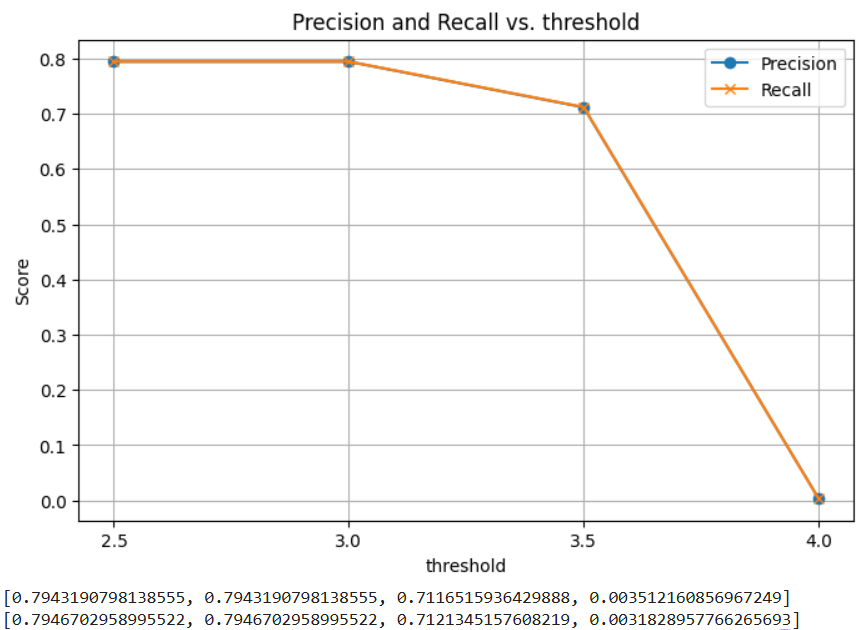 Precision and Recall vs. threshold
0.8
0.7
0.6
0.5
0.4
0.3
0.2
0.1
0.0
Score
Precision
Recall
2.5 3.0 3.5 4.0
threshold
[0.7943190798138555, 0.7943190798138555, 0.7116515936429888, 0.003512160856967249]
[0.7946702958995522, 0.7946702958995522, 0.7121345157608219, 0.0031828957766265693]